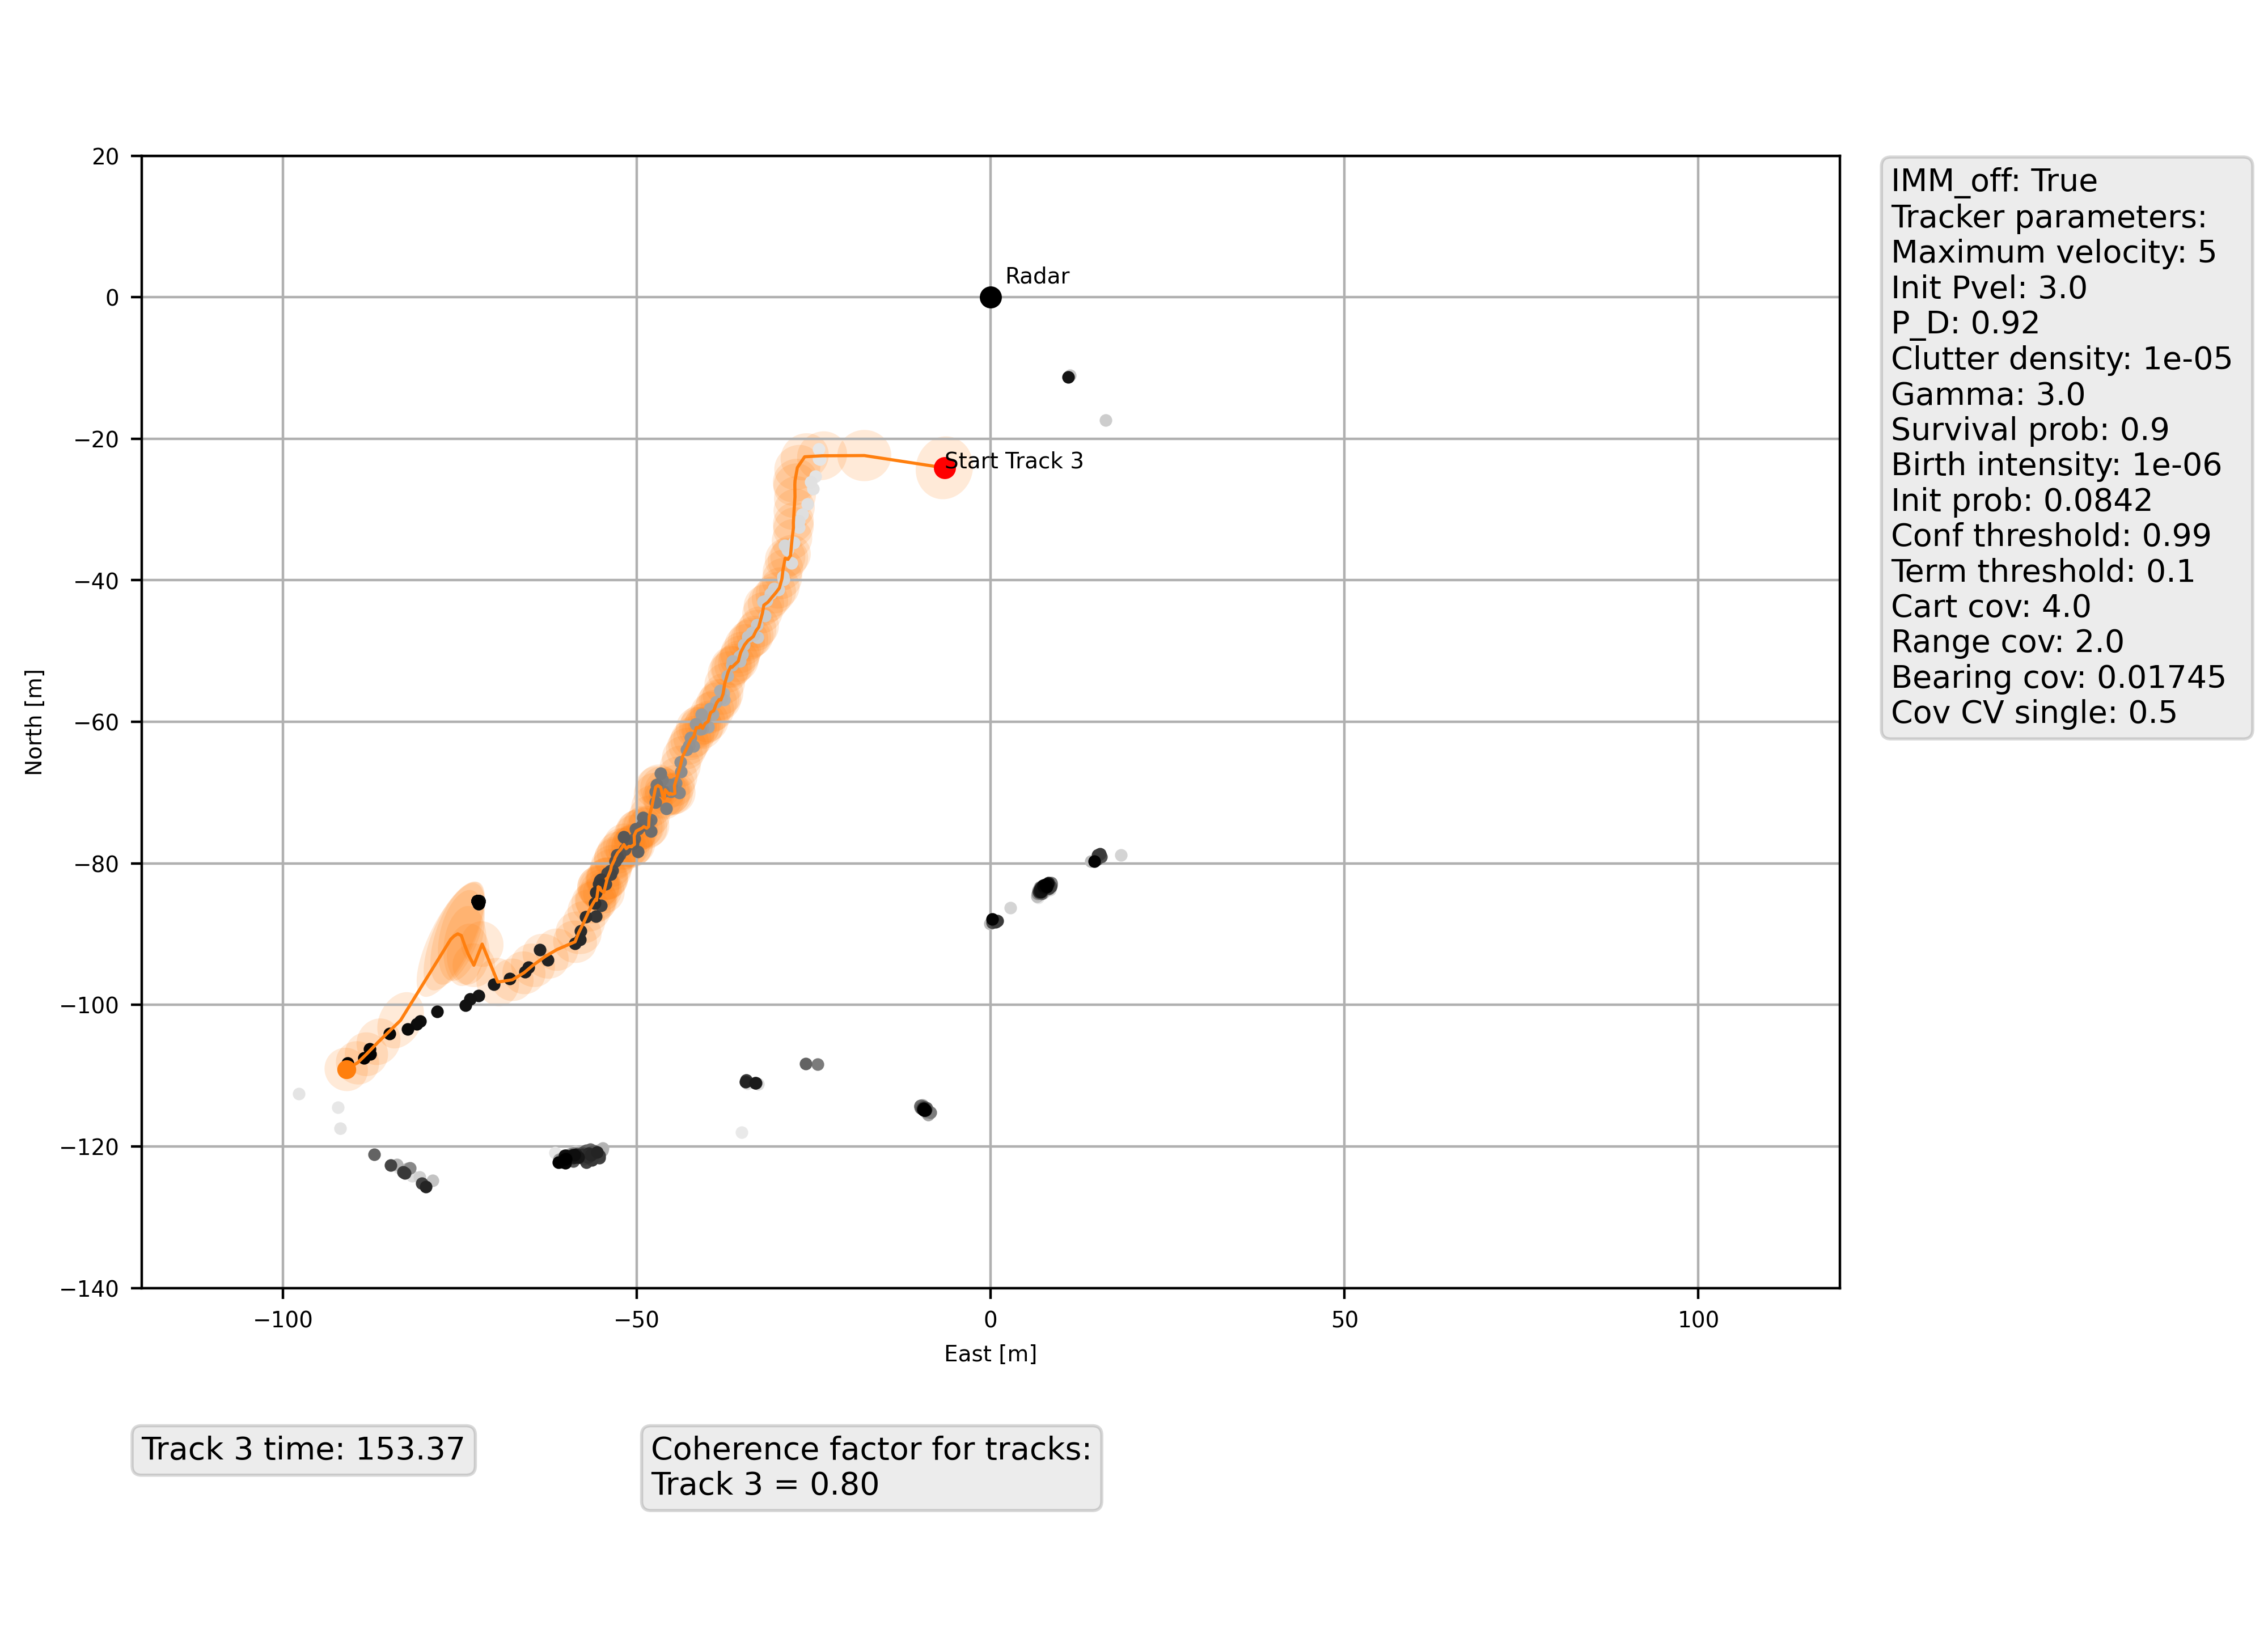 20
0
−20
−40
−60
−80
−100
−120
−140
North [m]
Radar
Start Track 3
−100
−50
0
50
100
East [m]
IMM_off: True
Tracker parameters:
Maximum velocity: 5
Init Pvel: 3.0
P_D: 0.92
Clutter density: 1e-05
Gamma: 3.0
Survival prob: 0.9
Birth intensity: 1e-06
Init prob: 0.0842
Conf threshold: 0.99
Term threshold: 0.1
Cart cov: 4.0
Range cov: 2.0
Bearing cov: 0.01745
Cov CV single: 0.5
Track 3 time: 153.37
Coherence factor for tracks:
Track 3 = 0.80